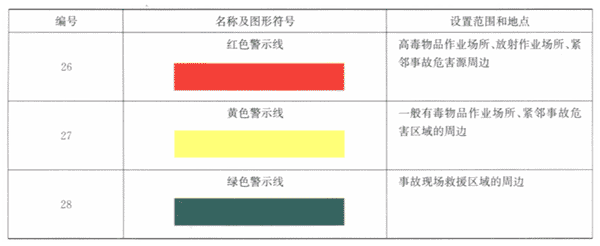 编号 名称及图形符号 设置范围和地点
26 红色警示线 高毒物品作业场所、放射作业场所、紧
邻事故危害源周边
27 黄色警示线 一般有毒物品作业场所、紧邻事故危
害区域的周边
28 绿色警示线 事故现场救援区域的周边